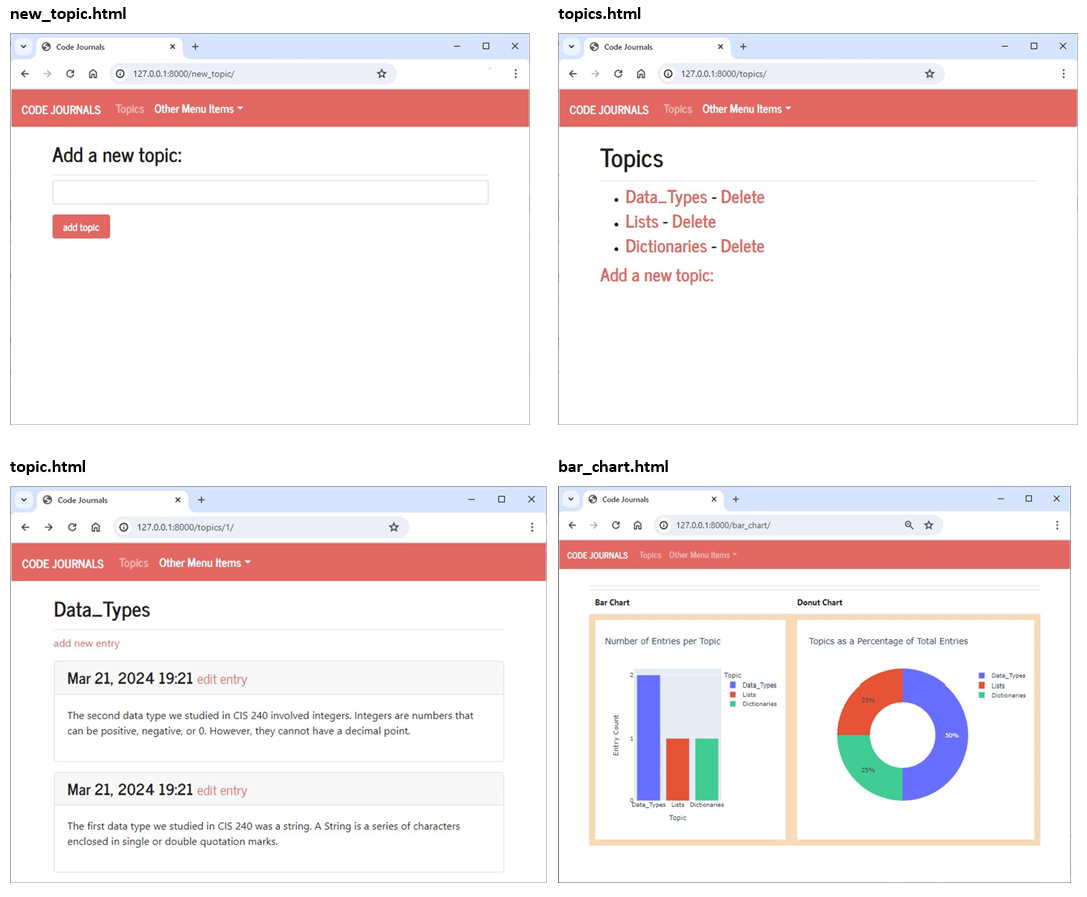 new_topic.html
Code Journals
127.0.0.1:8000/new_topic/
CODE JOURNALS Topics Other Menu Items
Add a new topic:
add topic
topics.html
Code Journals
127.0.0.1:8000/topics/
CODE JOURNALS Topics Other Menu Items
Topics
Data_Types - Delete
Lists - Delete
Dictionaries - Delete
Add a new topic:
topic.html
Code Journals
127.0.0.1:8000/topics/1/
CODE JOURNALS Topics Other Menu Items
Data_Types
add new entry
Mar 21, 2024 19:21 edit entry
The second data type we studied in CIS 240 involved integers. Integers are numbers that
can be positive, negative, or 0. However, they cannot have a decimal point.
Mar 21, 2024 19:21 edit entry
The first data type we studied in CIS 240 was a string. A String is a series of characters
enclosed in single or double quotation marks.
bar_chart.html
Code Journals
127.0.0.1:8000/bar_chart/
CODE JOURNALS Topics Other Menu Items
Bar Chart
Number of Entries per Topic
Topic
Data_Types
Lists
Dictionaries
2
1
0
Entry Count
Data_Types Lists Dictionaries
Topic
Donut Chart
Topics as a Percentage of Total Entries
Data_Types
Lists
Dictionaries
25%
50%
25%